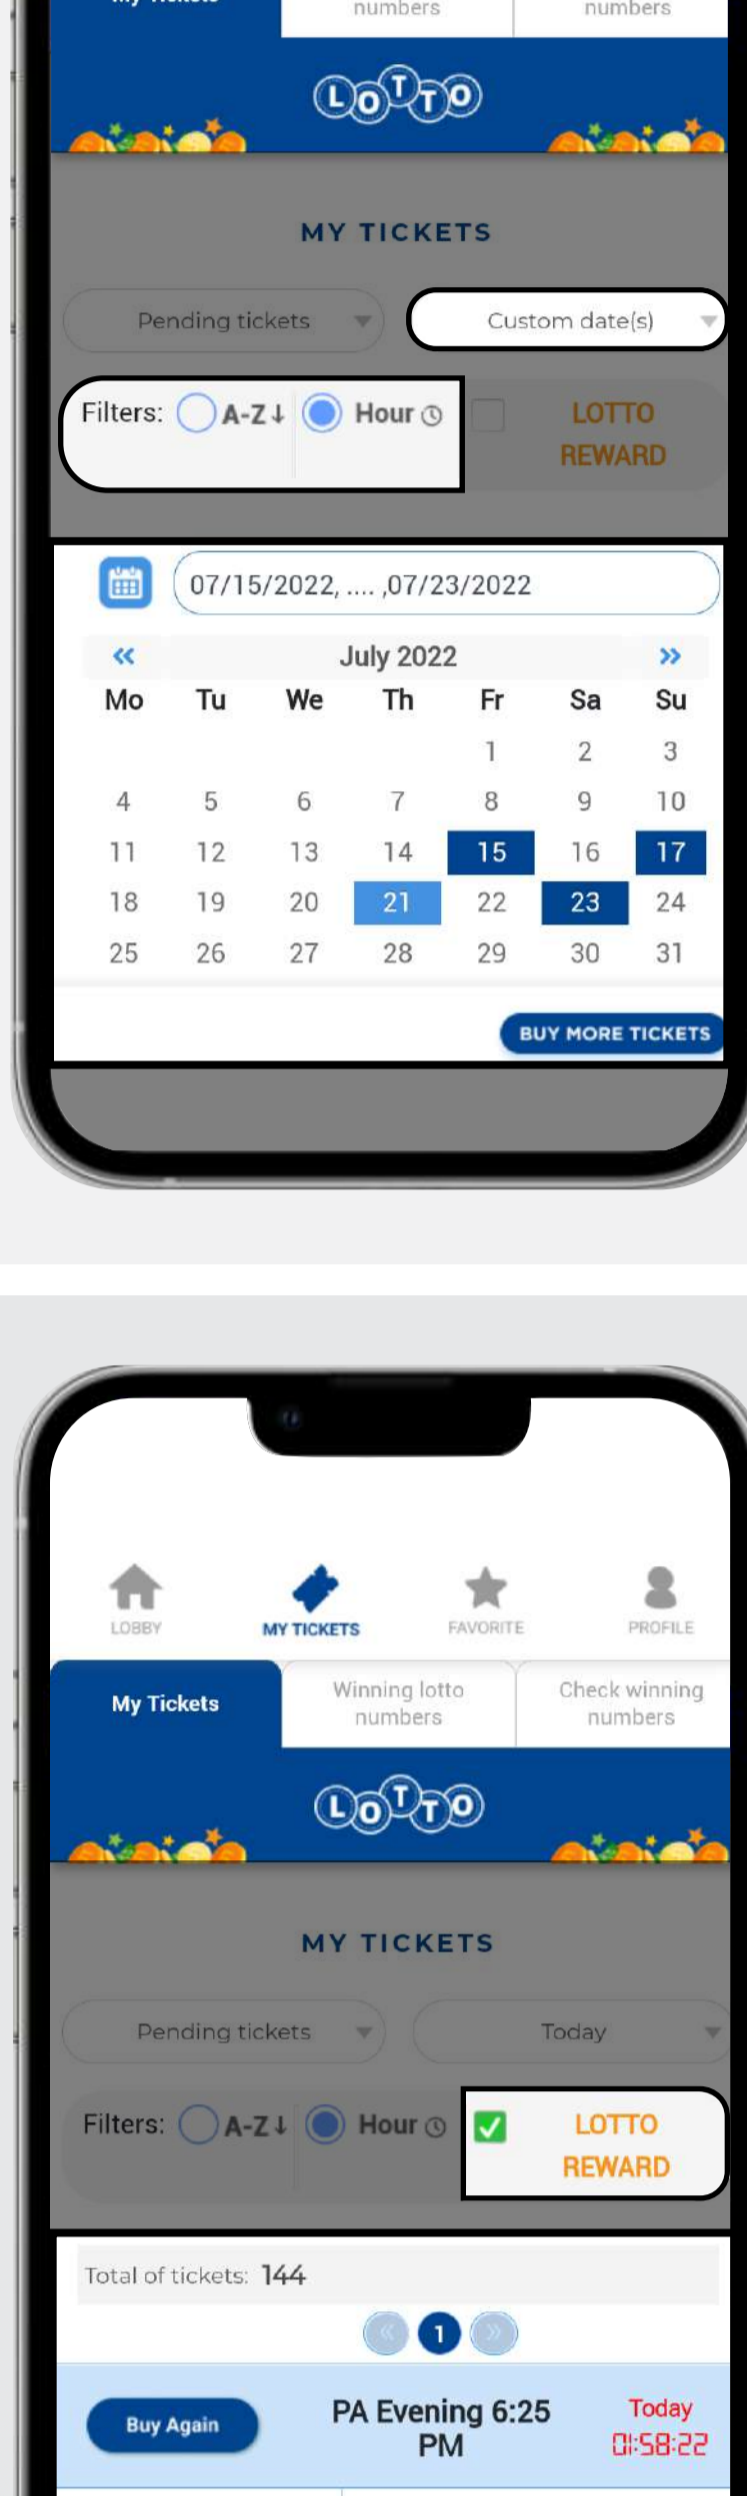 My Tickets
numbers
numbers
LOTTO
MY TICKETS
Pending tickets
Custom date(s)
Filters: A-Z↓ Hour
LOTTO
REWARD
07/15/2022, .... ,07/23/2022
« July 2022 »
Mo Tu We Th Fr Sa Su
1 2 3
4 5 6 7 8 9 10
11 12 13 14 15 16 17
18 19 20 21 22 23 24
25 26 27 28 29 30 31
BUY MORE TICKETS
LOBBY
MY TICKETS
FAVORITE
PROFILE
My Tickets
Winning lotto
numbers
Check winning
numbers
LOTTO
MY TICKETS
Pending tickets
Today
Filters: A-Z↓ Hour
LOTTO
REWARD
Total of tickets: 144
« 1 »
Buy Again
PA Evening 6:25
PM
Today
01:58:22